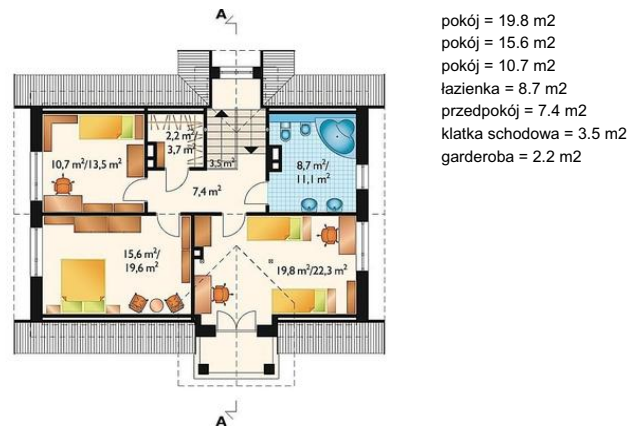 A
pokój = 19.8 m2
pokój = 15.6 m2
pokój = 10.7 m2
łazienka = 8.7 m2
przedpokój = 7.4 m2
klatka schodowa = 3.5 m2
garderoba = 2.2 m2
2,2 m²/
3,7 m²
10,7 m²/13,5 m²
3,5 m²
8,7 m²/
11,1 m²
7,4 m²
15,6 m²/
19,6 m²
19,8 m²/22,3 m²
A